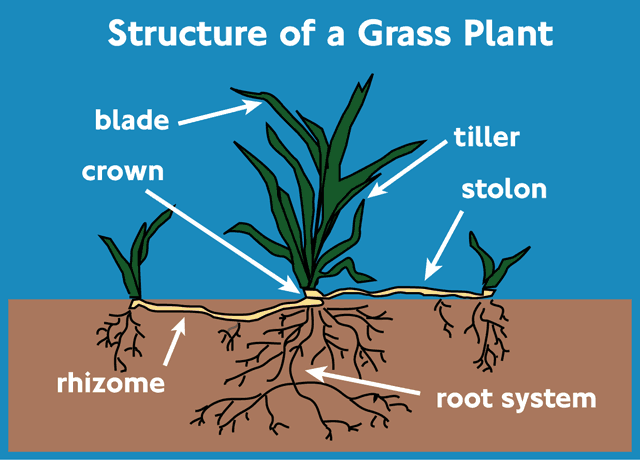 Structure of a Grass Plant
blade
tiller
crown
stolon
rhizome
root system